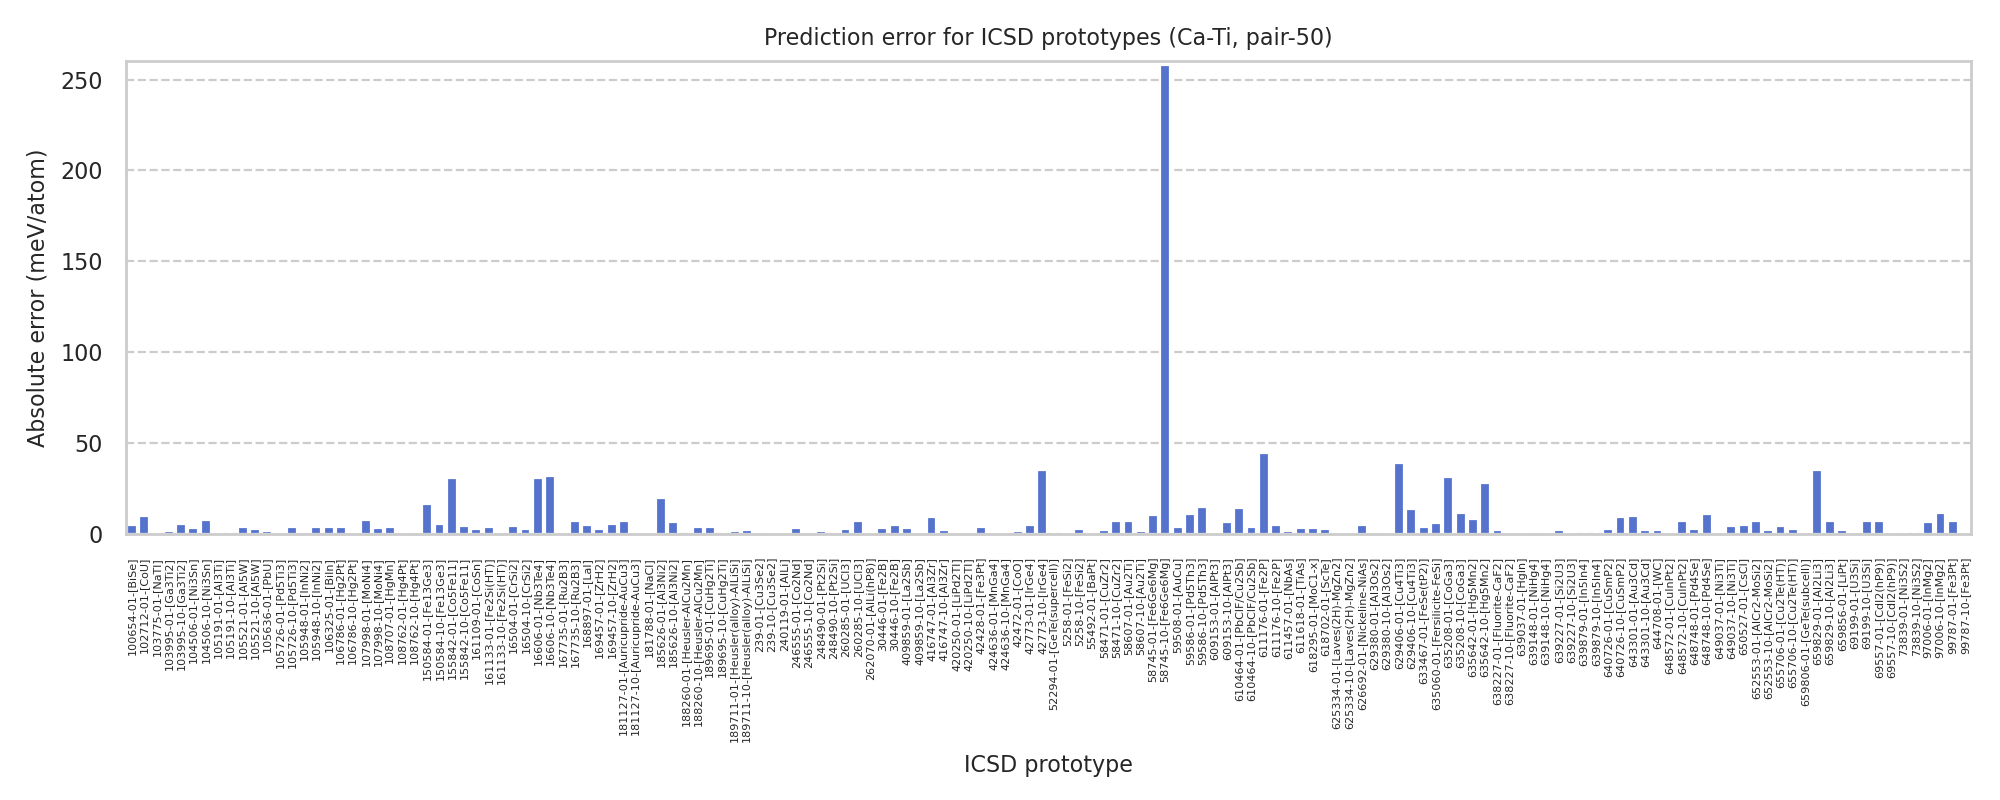 Prediction error for ICSD prototypes (Ca-Ti, pair-50)
Absolute error (meV/atom)
250
200
150
100
50
0
100654-01-[BiSe]
102712-01-[CoU]
103775-01-[NaTl]
103995-01-[Ga3Ti2]
103995-10-[Ga3Ti2]
104506-01-[Ni3Sn]
104506-10-[Ni3Sn]
105191-01-[Al3Ti]
105191-10-[Al3Ti]
105521-01-[Al5W]
105521-10-[Al5W]
105636-01-[PbU]
105726-01-[Pd5Ti3]
105726-10-[Pd5Ti3]
105948-01-[InNi2]
105948-10-[InNi2]
106325-01-[BiIn]
106786-01-[Hg2Pt]
106786-10-[Hg2Pt]
107998-01-[MoNi4]
107998-10-[MoNi4]
108707-01-[HgMn]
108762-01-[Hg4Pt]
108762-10-[Hg4Pt]
150584-01-[Fe13Ge3]
150584-10-[Fe13Ge3]
155842-01-[Co5Fe11]
155842-10-[Co5Fe11]
161109-01-[CoSn]
161133-01-[Fe2Si(HT)]
161133-10-[Fe2Si(HT)]
16504-01-[CrSi2]
16504-10-[CrSi2]
16606-01-[Nb3Te4]
16606-10-[Nb3Te4]
167735-01-[Ru2B3]
167735-10-[Ru2B3]
168897-01-[LaI]
169457-01-[ZrH2]
169457-10-[ZrH2]
181127-01-[Auricupride-AuCu3]
181127-10-[Auricupride-AuCu3]
181788-01-[NaCl]
185626-01-[Al3Ni2]
185626-10-[Al3Ni2]
188260-01-[Heusler-AlCu2Mn]
188260-10-[Heusler-AlCu2Mn]
189695-01-[CuHg2Ti]
189695-10-[CuHg2Ti]
189711-01-[Heusler(alloy)-AlLiSi]
189711-10-[Heusler(alloy)-AlLiSi]
239-01-[Cu3Se2]
239-10-[Cu3Se2]
240119-01-[AlLi]
246555-01-[Co2Nd]
246555-10-[Co2Nd]
248490-01-[Pt2Si]
248490-10-[Pt2Si]
260285-01-[UCl3]
260285-10-[UCl3]
262070-01-[AlLi(hP8)]
30446-01-[Fe2B]
30446-10-[Fe2B]
409859-01-[La2Sb]
409859-10-[La2Sb]
416747-01-[Al3Zr]
416747-10-[Al3Zr]
420250-01-[LiPd2Tl]
420250-10-[LiPd2Tl]
42428-01-[FePt]
424636-01-[MnGa4]
424636-10-[MnGa4]
42472-01-[CoO]
42773-01-[IrGe4]
42773-10-[IrGe4]
52294-01-[GeTe(supercell)]
5258-01-[FeSi2]
5258-10-[FeSi2]
55492-01-[BaPt]
58471-01-[CuZr2]
58471-10-[CuZr2]
58607-01-[Au2Ti]
58607-10-[Au2Ti]
58745-01-[Fe6Ge6Mg]
58745-10-[Fe6Ge6Mg]
59508-01-[AuCu]
595886-01-[Pd5Th3]
595886-10-[Pd5Th3]
609153-01-[AlPt3]
609153-10-[AlPt3]
610464-01-[PbClF/Cu2Sb]
610464-10-[PbClF/Cu2Sb]
611176-01-[Fe2P]
611176-10-[Fe2P]
611457-01-[NbAs]
611618-01-[TiAs]
618295-01-[MoC1-x]
618702-01-[ScTe]
625334-01-[Laves(2H)-MgZn2]
625334-10-[Laves(2H)-MgZn2]
626692-01-[Nickeline-NiAs]
629380-01-[Al3Os2]
629380-10-[Al3Os2]
629406-01-[Cu4Ti3]
629406-10-[Cu4Ti3]
633467-01-[FeSe(tP2)]
635060-01-[Fersilicite-FeSi]
635208-01-[CoGa3]
635208-10-[CoGa3]
635642-01-[Hg5Mn2]
635642-10-[Hg5Mn2]
638227-01-[Fluorite-CaF2]
638227-10-[Fluorite-CaF2]
639037-01-[HgIn]
639148-01-[NiHg4]
639148-10-[NiHg4]
639227-01-[Si2U3]
639227-10-[Si2U3]
639879-01-[In5In4]
639879-10-[In5In4]
640726-01-[CuSmP2]
640726-10-[CuSmP2]
643301-01-[Au3Cd]
643301-10-[Au3Cd]
644708-01-[WC]
648572-01-[CuInPt2]
648572-10-[CuInPt2]
648748-01-[Pd4Se]
648748-10-[Pd4Se]
649037-01-[Ni3Ti]
649037-10-[Ni3Ti]
650527-01-[CsCl]
652553-01-[AlCr2-MoSi2]
652553-10-[AlCr2-MoSi2]
655706-01-[Cu2Te(HT)]
655706-10-[Cu2Te(HT)]
659806-01-[GeTe(subcell)]
659829-01-[Al2Li3]
659829-10-[Al2Li3]
659856-01-[LiPt]
69199-01-[U3Si]
69199-10-[U3Si]
69557-01-[CdI2(hP9)]
69557-10-[CdI2(hP9)]
73839-01-[Ni3S2]
73839-10-[Ni3S2]
97006-01-[InMg2]
97006-10-[InMg2]
99787-01-[Fe3Pt]
99787-10-[Fe3Pt]
ICSD prototype